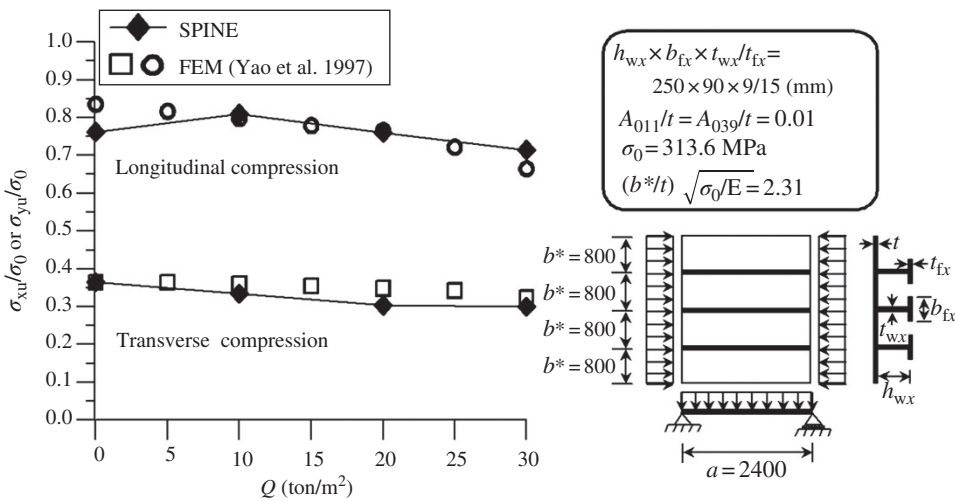 SPINE
FEM (Yao et al. 1997)
1.0
0.9
0.8
0.7
0.6
0.5
0.4
0.3
0.2
0.1
0.0
σxu/σ0 or σyu/σ0
Longitudinal compression
Transverse compression
0 5 10 15 20 25 30
Q (ton/m²)
hwx × bfx × twx/tfx=
250 × 90 × 9/15 (mm)
A011/t = A039/t = 0.01
σ0 = 313.6 MPa
(b*/t) √σ0/E = 2.31
b* = 800
b* = 800
b* = 800
b* = 800
t
tfx
bfx
twx
hwx
a = 2400